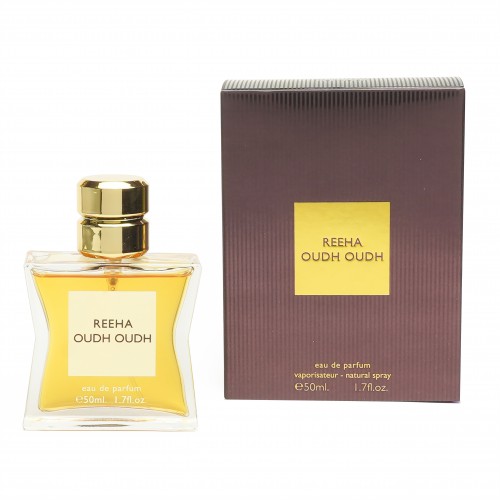 REEHA
OUDH OUDH
eau de parfum
℮50ml. 1.7fl.oz
REEHA
OUDH OUDH
eau de parfum
vaporisateur - natural spray
℮50ml. 1.7fl.oz.